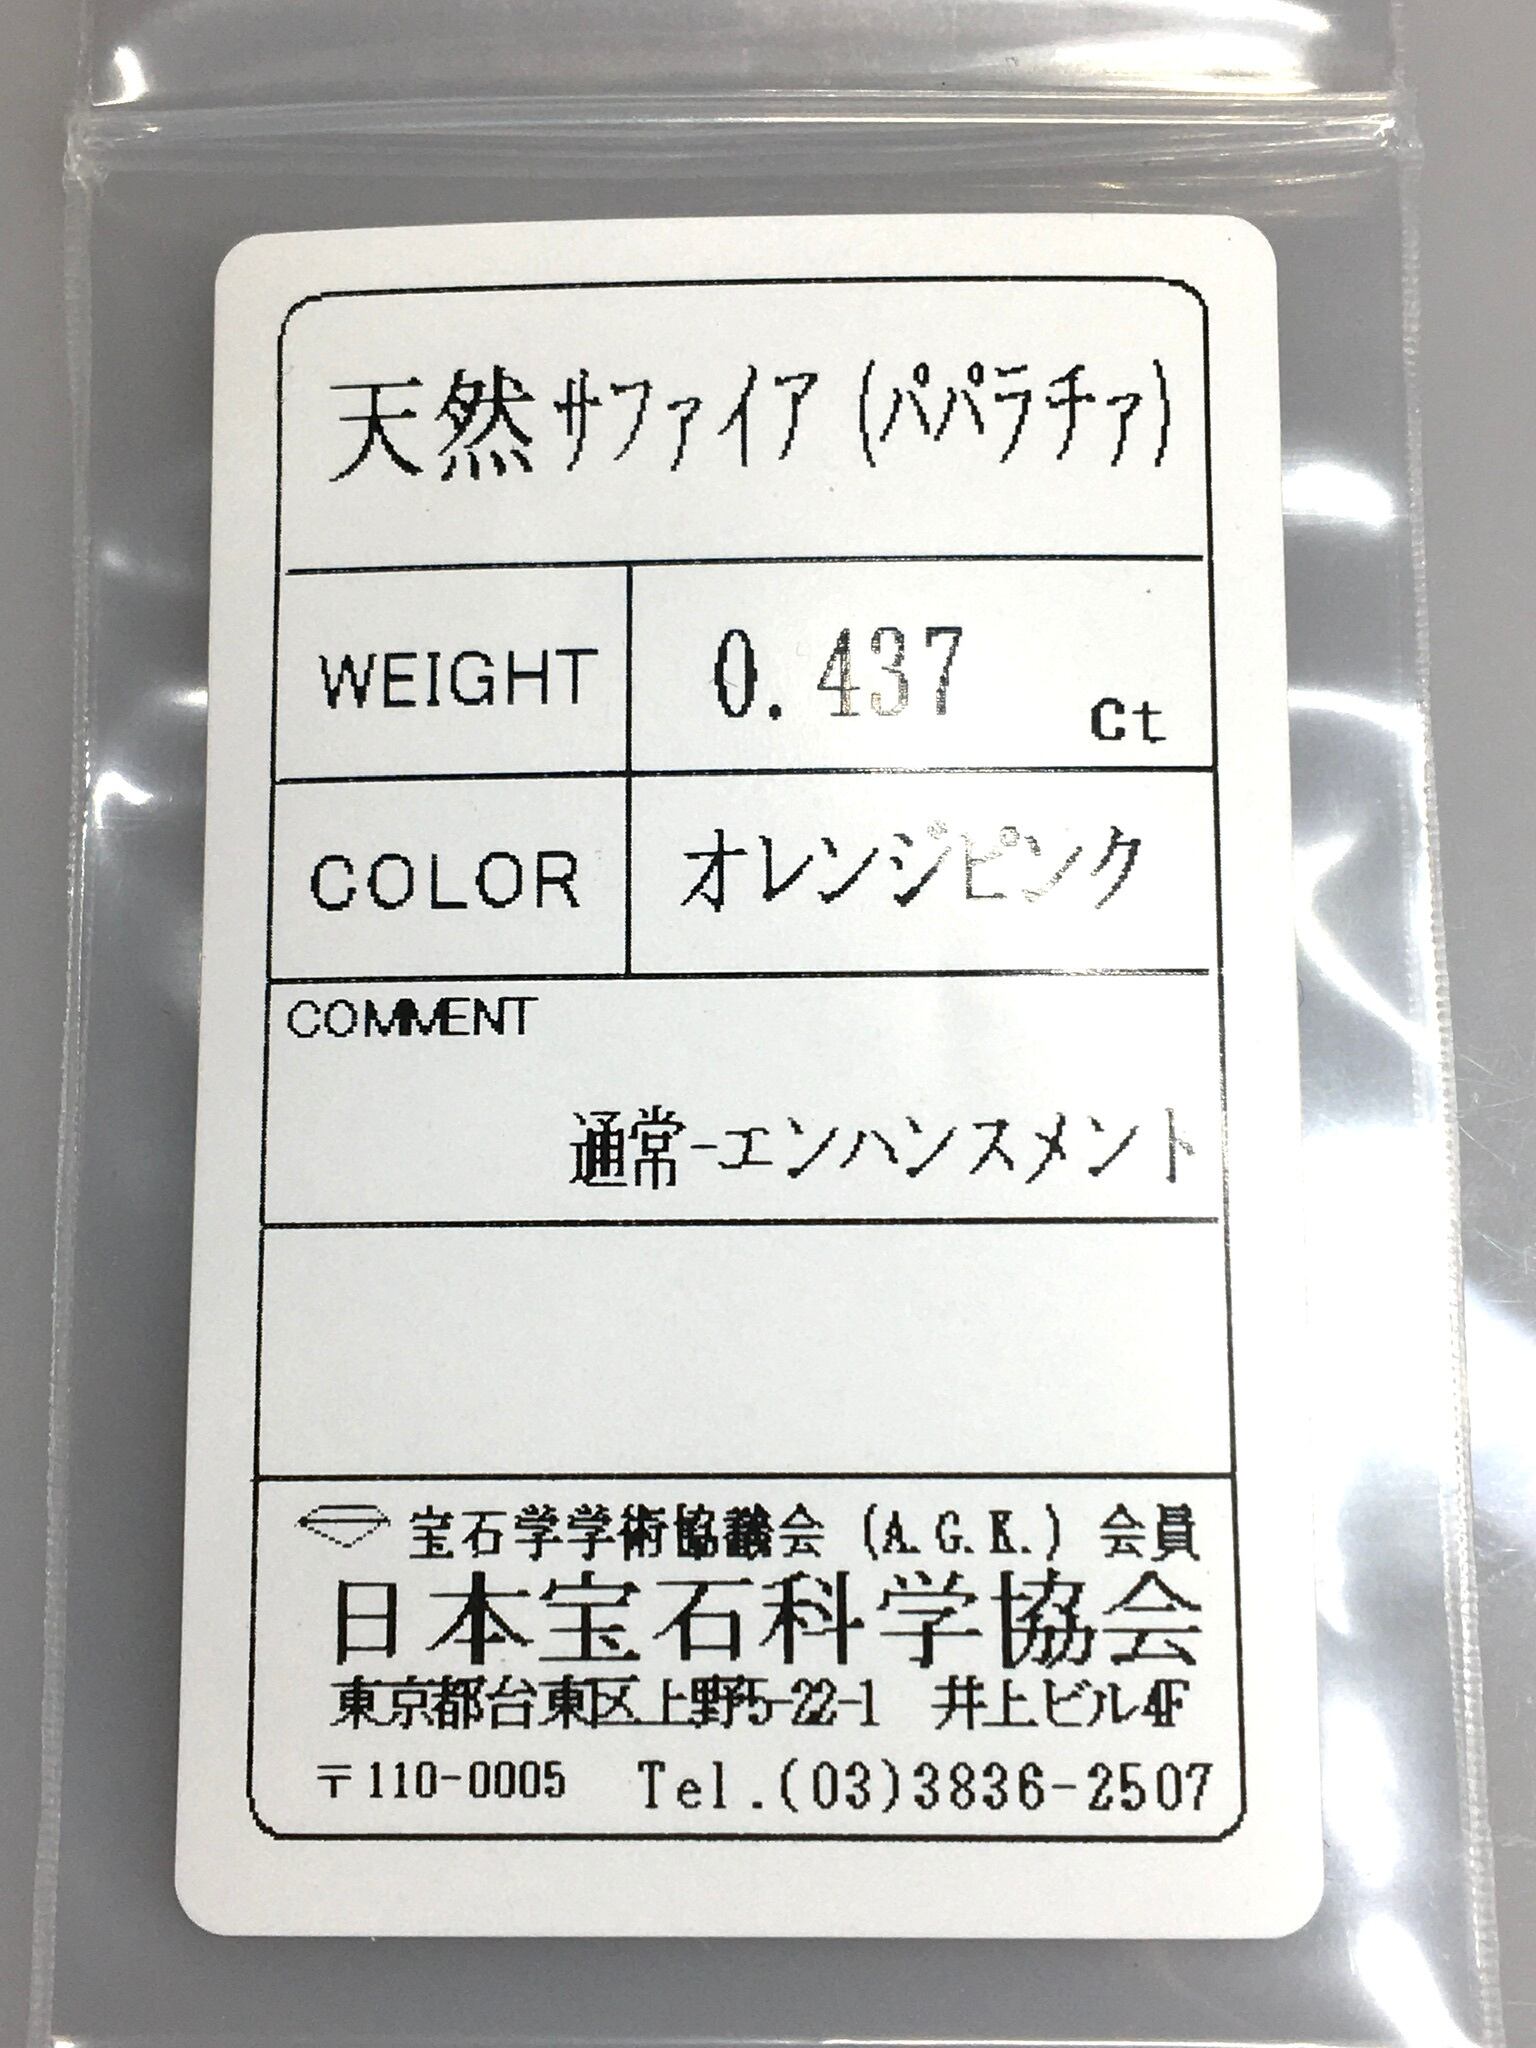 天然サファイア(パパラチァ)
WEIGHT 0.437 ct
COLOR オレンジピンク
COMMENT
通常-エンハンスメント
宝石学学術協議会(A.G.K.)会員
日本宝石科学協会
東京都台東区上野5-22-1 井上ビル4F
〒110-0005 Tel.(03)3836-2507